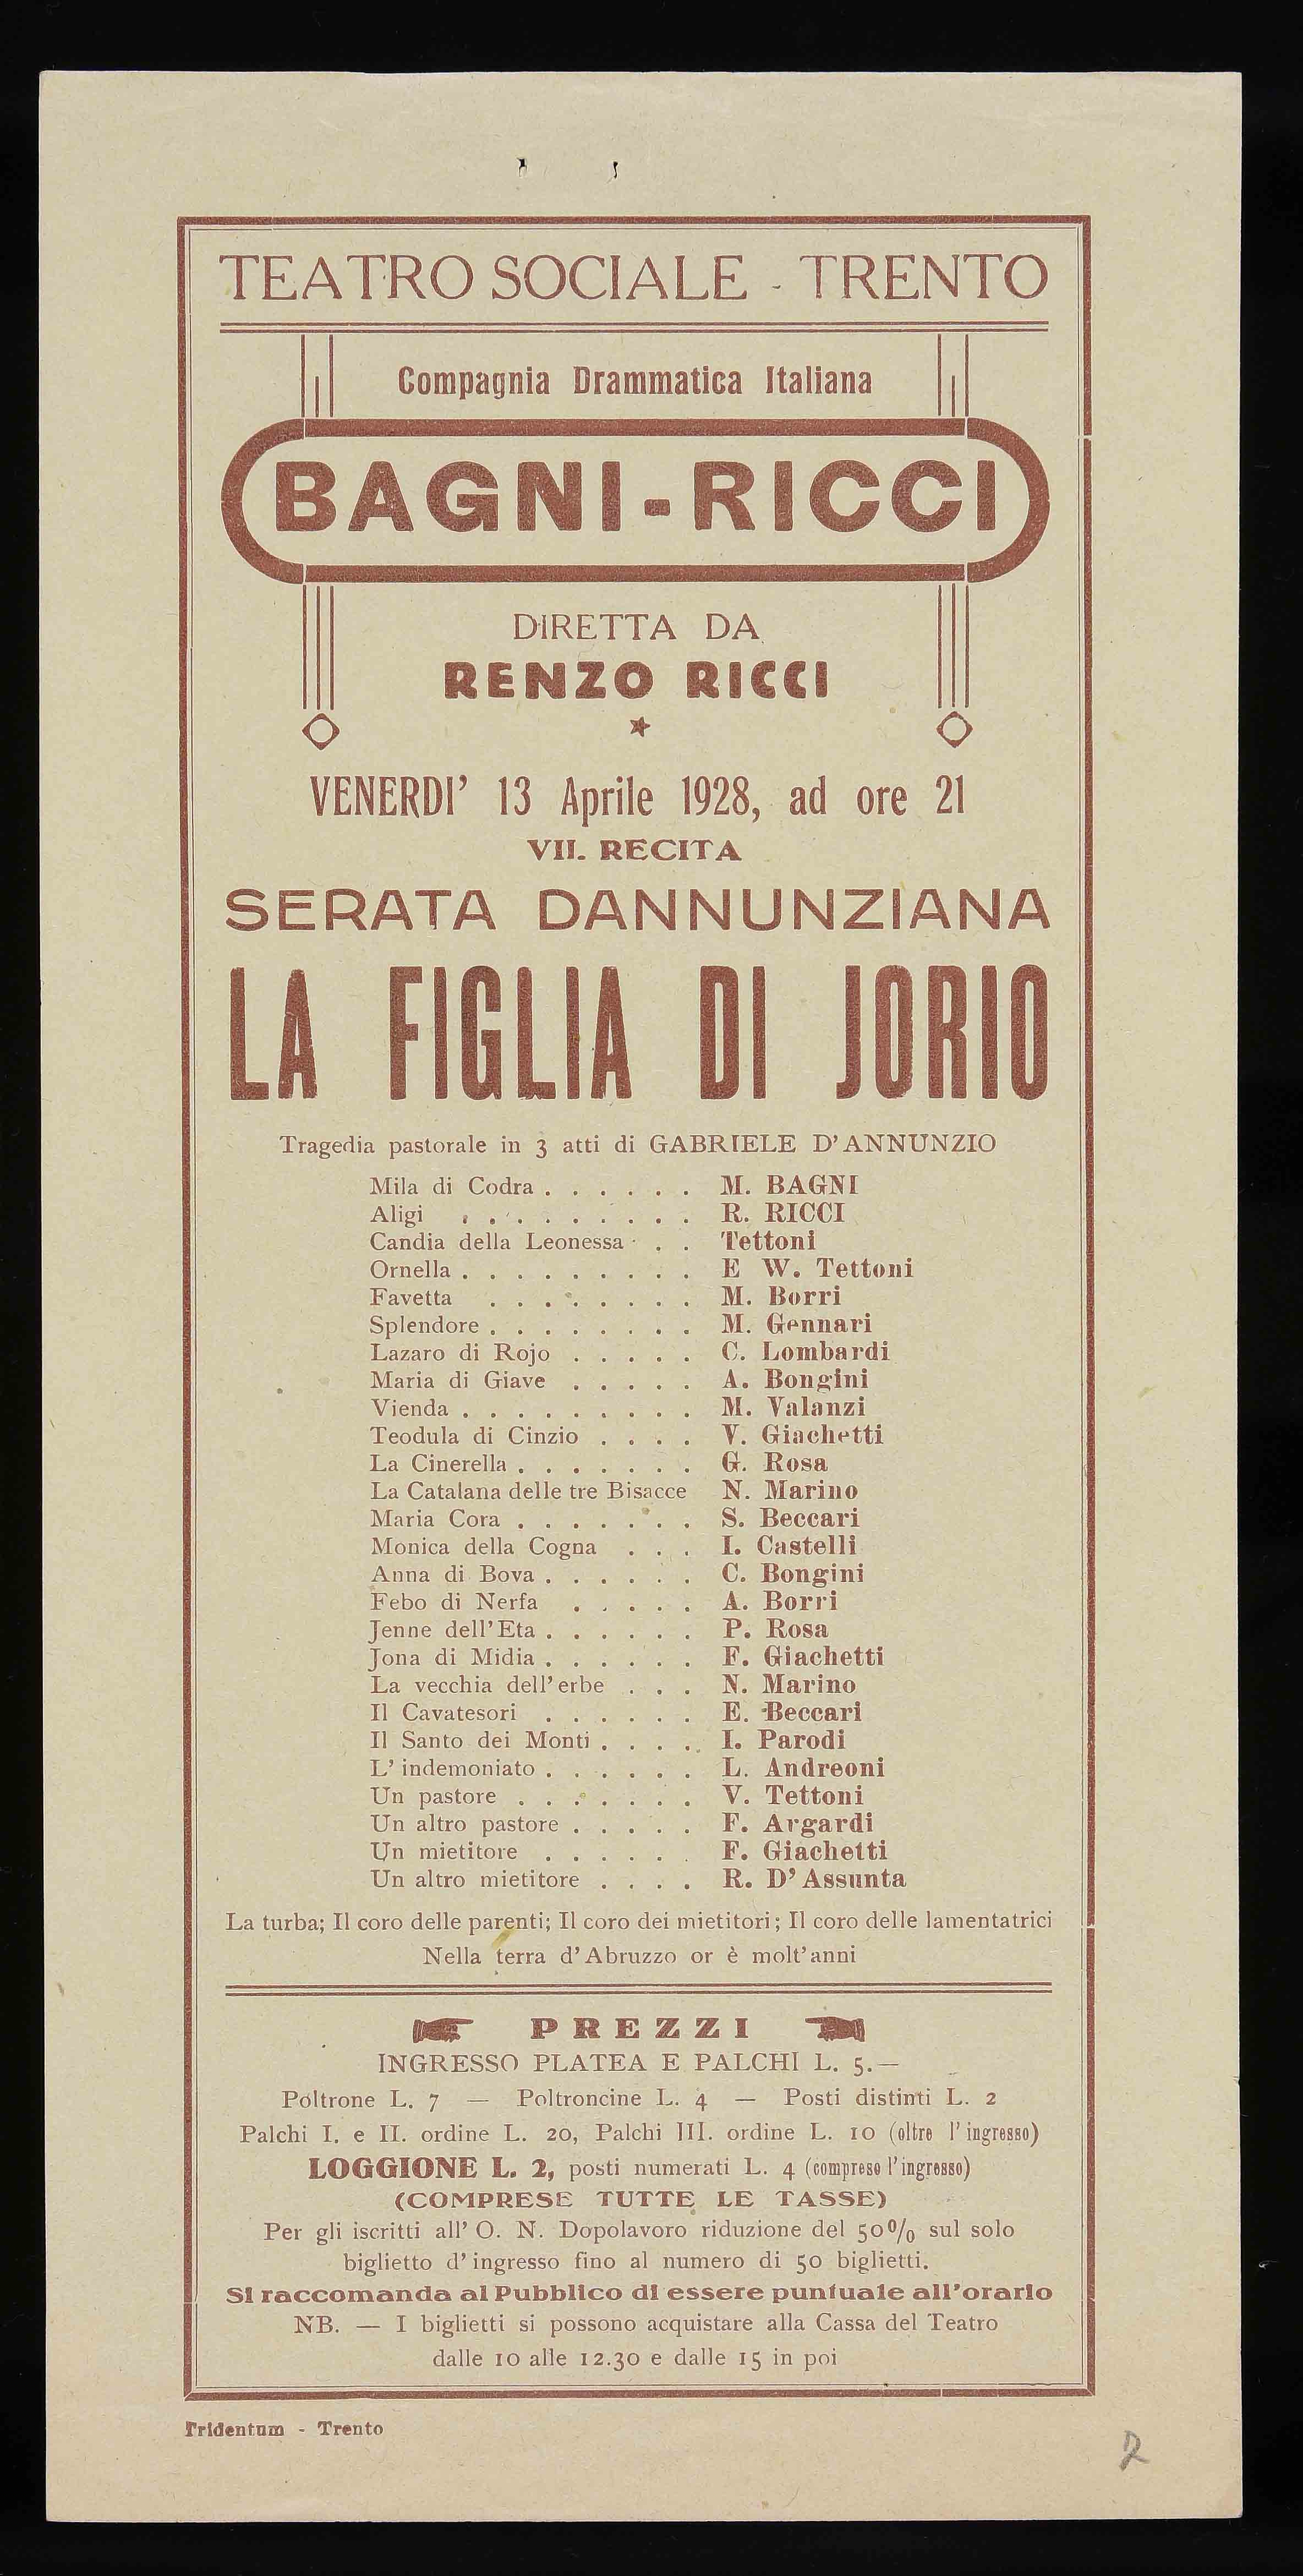 TEATRO SOCIALE - TRENTO
Compagnia Drammatica Italiana
BAGNI-RICCI
DIRETTA DA
RENZO RICCI
VENERDI' 13 Aprile 1928, ad ore 21
VII. RECITA
SERATA DANNUNZIANA
LA FIGLIA DI JORIO
Tragedia pastorale in 3 atti di GABRIELE D'ANNUNZIO
Mila di Codra . . . . . . M. BAGNI
Aligi . . . . . . . . . R. RICCI
Candia della Leonessa . . . Tettoni
Ornella . . . . . . . . . E W. Tettoni
Favetta . . . . . . . . M. Borri
Splendore . . . . . . . . M. Gennari
Lazaro di Rojo . . . . . C. Lombardi
Maria di Giave . . . . . A. Bongini
Vienda . . . . . . . . . M. Valanzi
Teodula di Cinzio . . . . V. Giachetti
La Cinerella . . . . . . . G. Rosa
La Catalana delle tre Bisacce N. Marino
Maria Cora . . . . . . . S. Beccari
Monica della Cogna . . . I. Castelli
Anna di Bova . . . . . . C. Bongini
Febo di Nerfa . . . . . A. Borri
Jenne dell'Eta . . . . . . P. Rosa
Jona di Midia . . . . . . F. Giachetti
La vecchia dell'erbe . . . N. Marino
Il Cavatesori . . . . . . E. Beccari
Il Santo dei Monti . . . . I. Parodi
L'indemoniato . . . . . . L. Andreoni
Un pastore . . . . . . . V. Tettoni
Un altro pastore . . . . . F. Argardi
Un mietitore . . . . . . F. Giachetti
Un altro mietitore . . . . R. D'Assunta
La turba; Il coro delle parenti; Il coro dei mietitori; Il coro delle lamentatrici
Nella terra d'Abruzzo or è molt'anni
PREZZI
INGRESSO PLATEA E PALCHI L. 5.—
Poltrone L. 7 — Poltroncine L. 4 — Posti distinti L. 2
Palchi I. e II. ordine L. 20, Palchi III. ordine L. 10 (oltre l'ingresso)
LOGGIONE L. 2, posti numerati L. 4 (compreso l'ingresso)
(COMPRESE TUTTE LE TASSE)
Per gli iscritti all'O. N. Dopolavoro riduzione del 50% sul solo
biglietto d'ingresso fino al numero di 50 biglietti.
Si raccomanda al Pubblico di essere puntuale all'orario
NB. — I biglietti si possono acquistare alla Cassa del Teatro
dalle 10 alle 12.30 e dalle 15 in poi
Tridentum - Trento
2